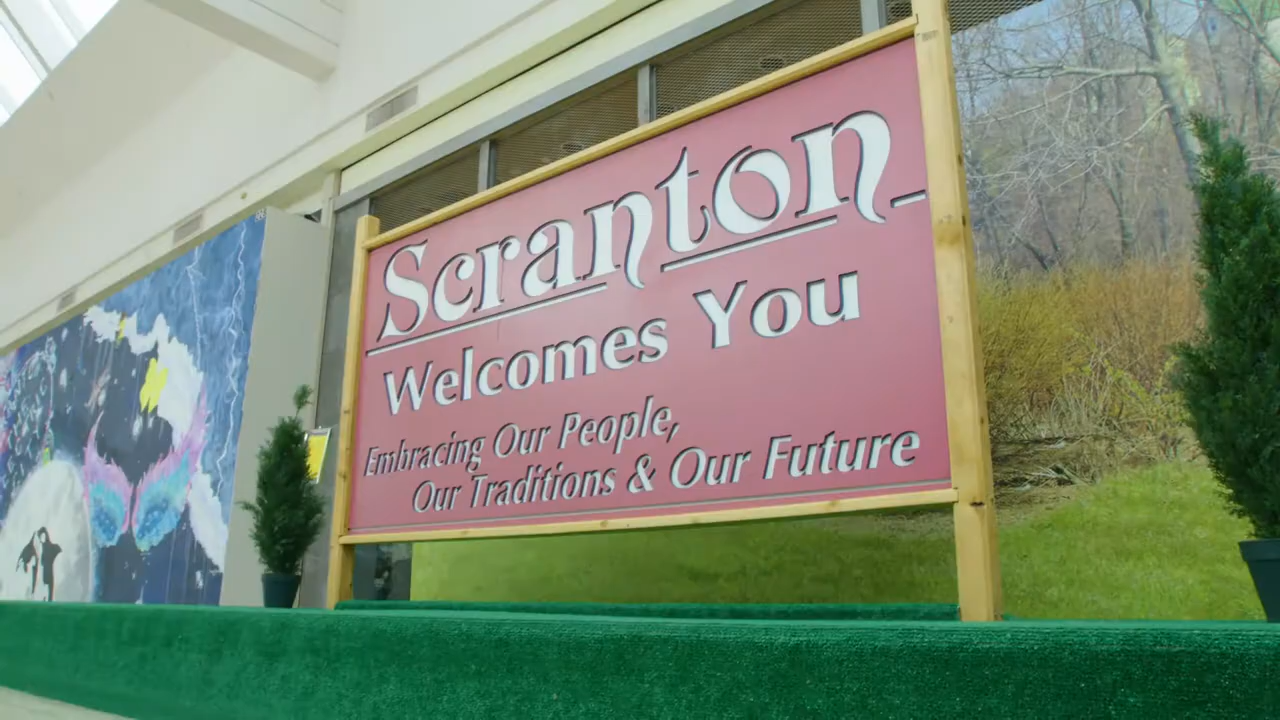 Scranton
Welcomes You
Embracing Our People,
Our Traditions & Our Future